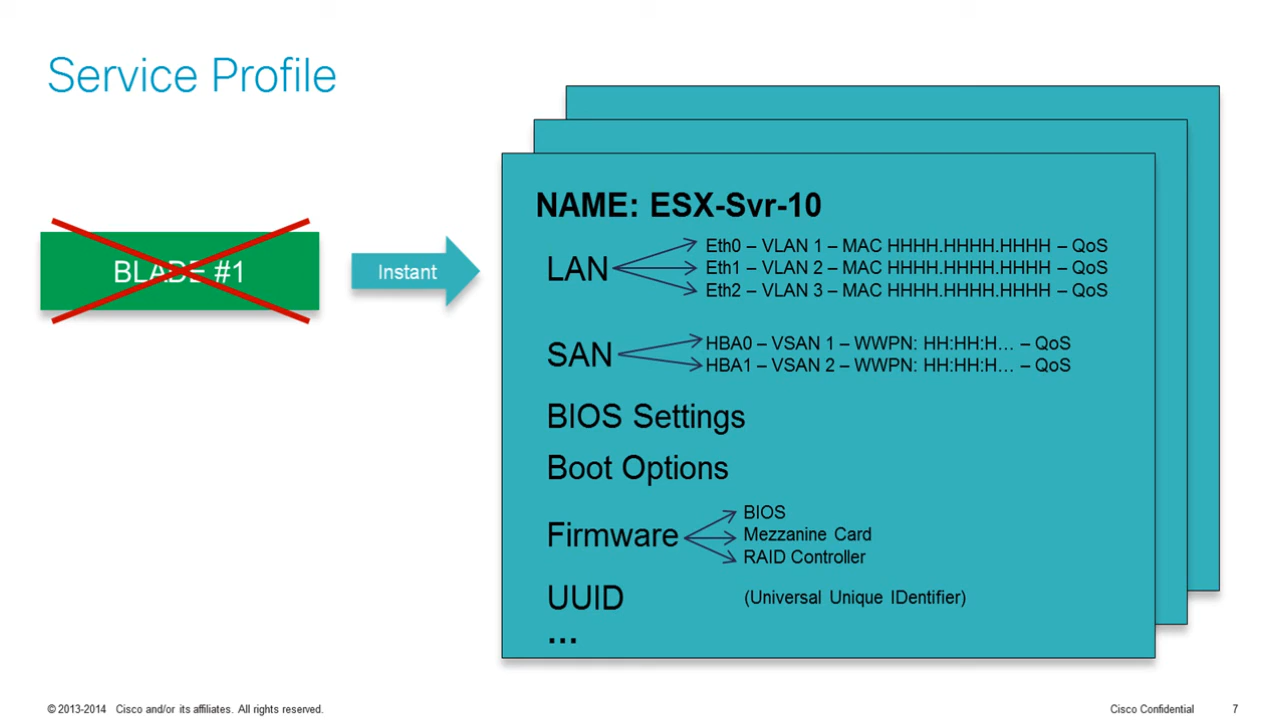 Service Profile
BLADE #1
Instant
NAME: ESX-Svr-10
LAN
Eth0 – VLAN 1 – MAC HHHH.HHHH.HHHH – QoS
Eth1 – VLAN 2 – MAC HHHH.HHHH.HHHH – QoS
Eth2 – VLAN 3 – MAC HHHH.HHHH.HHHH – QoS
SAN
HBA0 – VSAN 1 – WWPN: HH:HH:H… – QoS
HBA1 – VSAN 2 – WWPN: HH:HH:H… – QoS
BIOS Settings
Boot Options
Firmware
BIOS
Mezzanine Card
RAID Controller
UUID (Universal Unique IDentifier)
…
© 2013-2014 Cisco and/or its affiliates. All rights reserved. Cisco Confidential 7